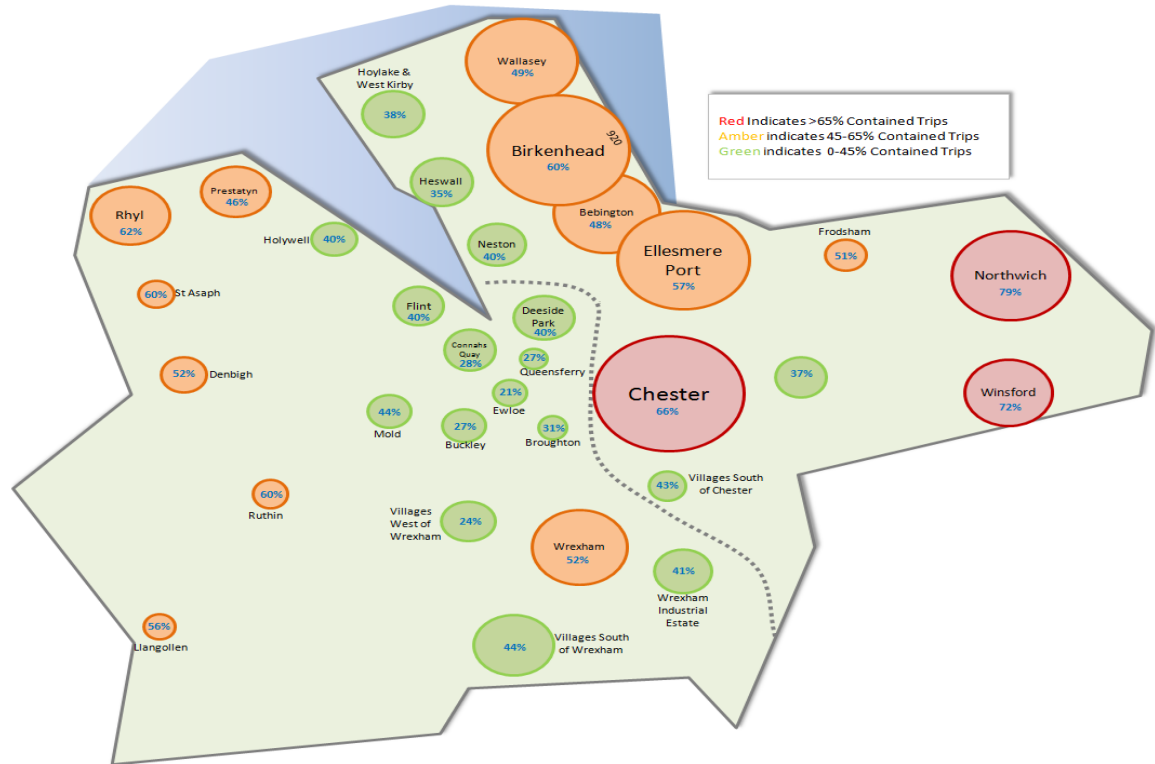 Wallasey
49%
Hoylake &
West Kirby
38%
Red Indicates >65% Contained Trips
Amber indicates 45-65% Contained Trips
Green indicates 0-45% Contained Trips
920
Birkenhead
60%
Heswall
35%
Prestatyn
46%
Rhyl
62%
Bebington
48%
Holywell
40%
Neston
40%
Ellesmere
Port
57%
Frodsham
51%
Northwich
79%
60%
St Asaph
Flint
40%
Deeside
Park
40%
Connahs
Quay
28%
27%
Queensferry
52%
Denbigh
37%
Chester
66%
Winsford
72%
21%
Ewloe
44%
Mold
27%
Buckley
31%
Broughton
43%
Villages South
of Chester
60%
Ruthin
Villages
West of
Wrexham
24%
Wrexham
52%
41%
Wrexham
Industrial
Estate
56%
Llangollen
44%
Villages South
of Wrexham